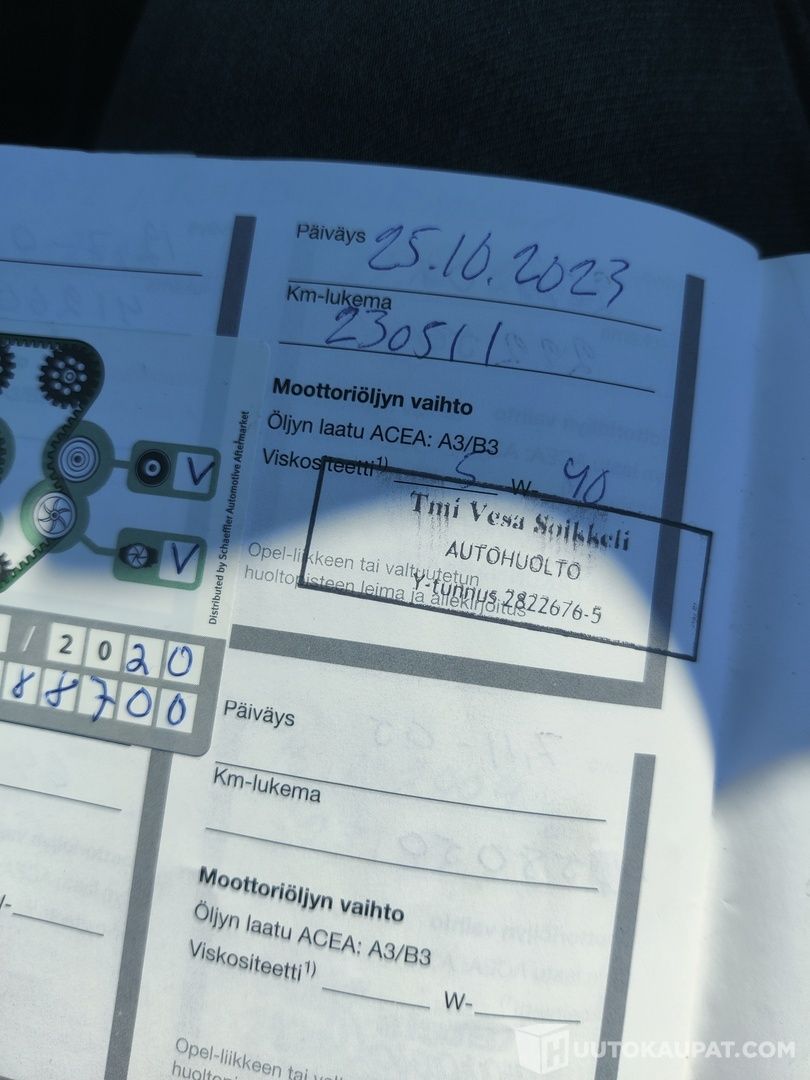 Päiväys 25.10.2023
Km-lukema
230511
Moottoriöljyn vaihto
Öljyn laatu ACEA: A3/B3
Viskositeetti1) 5 W- 40
Tmi Vesa Soikkeli
AUTOHUOLTO
Y-tunnus 2822676-5
Opel-liikkeen tai valtuutetun
huoltopisteen leima ja allekirjoitus
Distributed by Schaeffler Automotive Aftermarket
V
V
/ 2020
88700
Päiväys
Km-lukema
Moottoriöljyn vaihto
Öljyn laatu ACEA: A3/B3
Viskositeetti1) W-
Opel-liikkeen tai
W-
HUUTOKAUPAT.COM